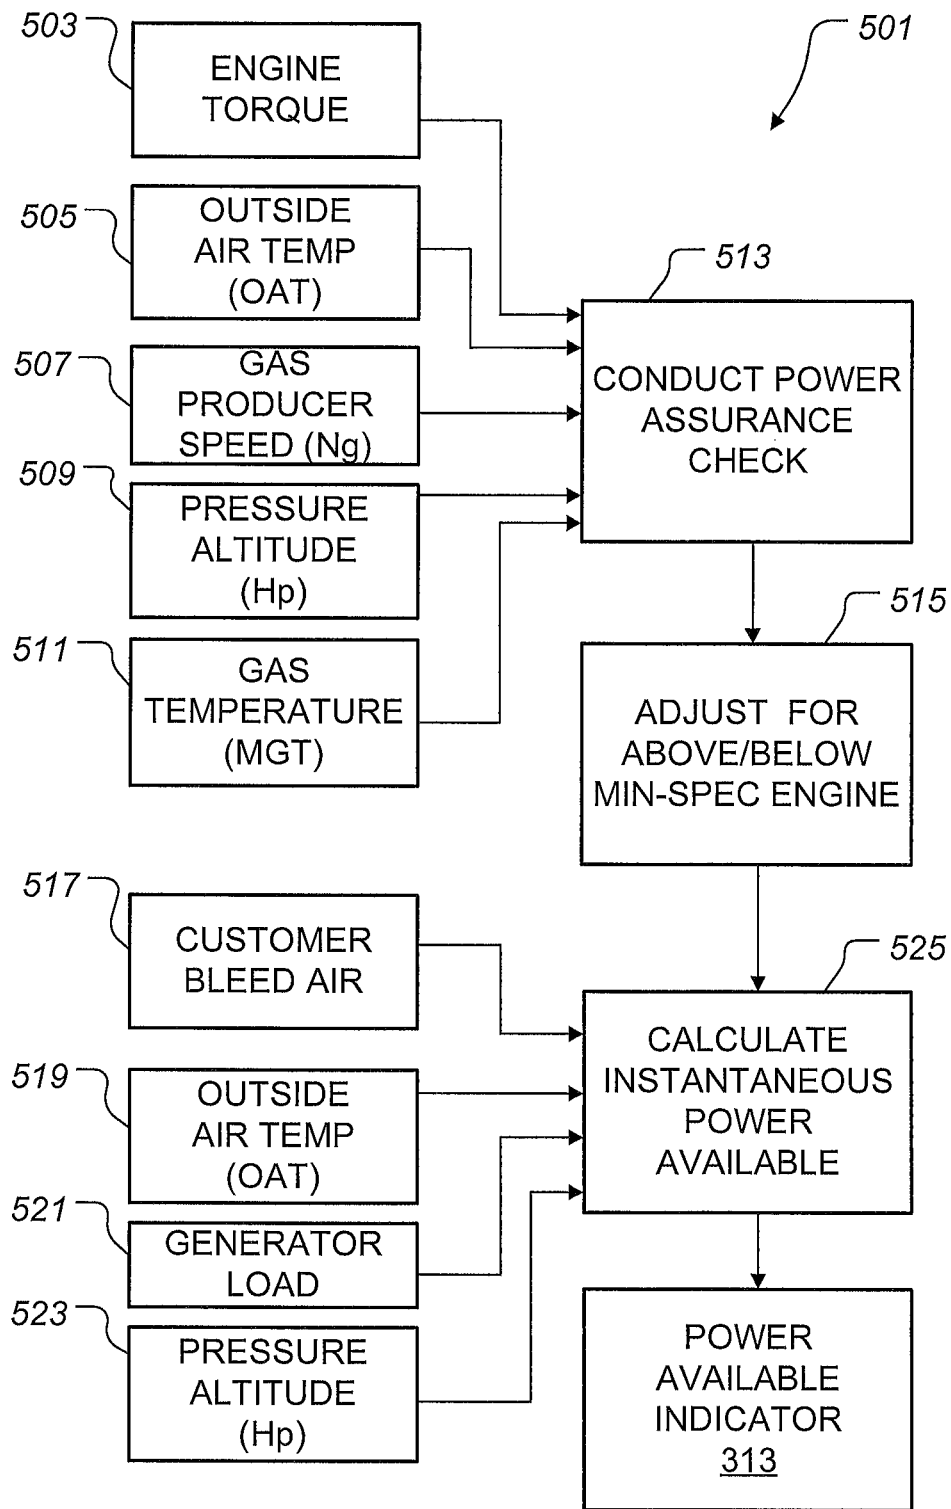 503
ENGINE
TORQUE
501
505
OUTSIDE
AIR TEMP
(OAT)
513
507
GAS
PRODUCER
SPEED (Ng)
CONDUCT POWER
ASSURANCE
CHECK
509
PRESSURE
ALTITUDE
(Hp)
511
GAS
TEMPERATURE
(MGT)
515
ADJUST FOR
ABOVE/BELOW
MIN-SPEC ENGINE
517
CUSTOMER
BLEED AIR
525
519
OUTSIDE
AIR TEMP
(OAT)
CALCULATE
INSTANTANEOUS
POWER
AVAILABLE
521
GENERATOR
LOAD
523
PRESSURE
ALTITUDE
(Hp)
POWER
AVAILABLE
INDICATOR
313